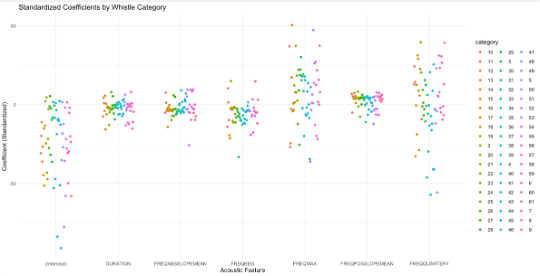 Standardized Coefficients by Whistle Category
Coefficient (Standardized)
50
0
-50
(Intercept) DURATION FREQABSSLOPEMEAN FREQBEG FREQMAX FREQPOSSLOPEMEAN FREQQUARTER1
Acoustic Feature
category
10 29 47
11 3 48
12 30 49
13 31 5
14 32 50
15 33 51
16 34 52
17 35 53
18 36 54
19 37 55
2 38 56
20 39 57
21 4 58
22 40 59
23 41 6
24 42 60
25 43 61
26 44 7
27 45 8
28 46 9